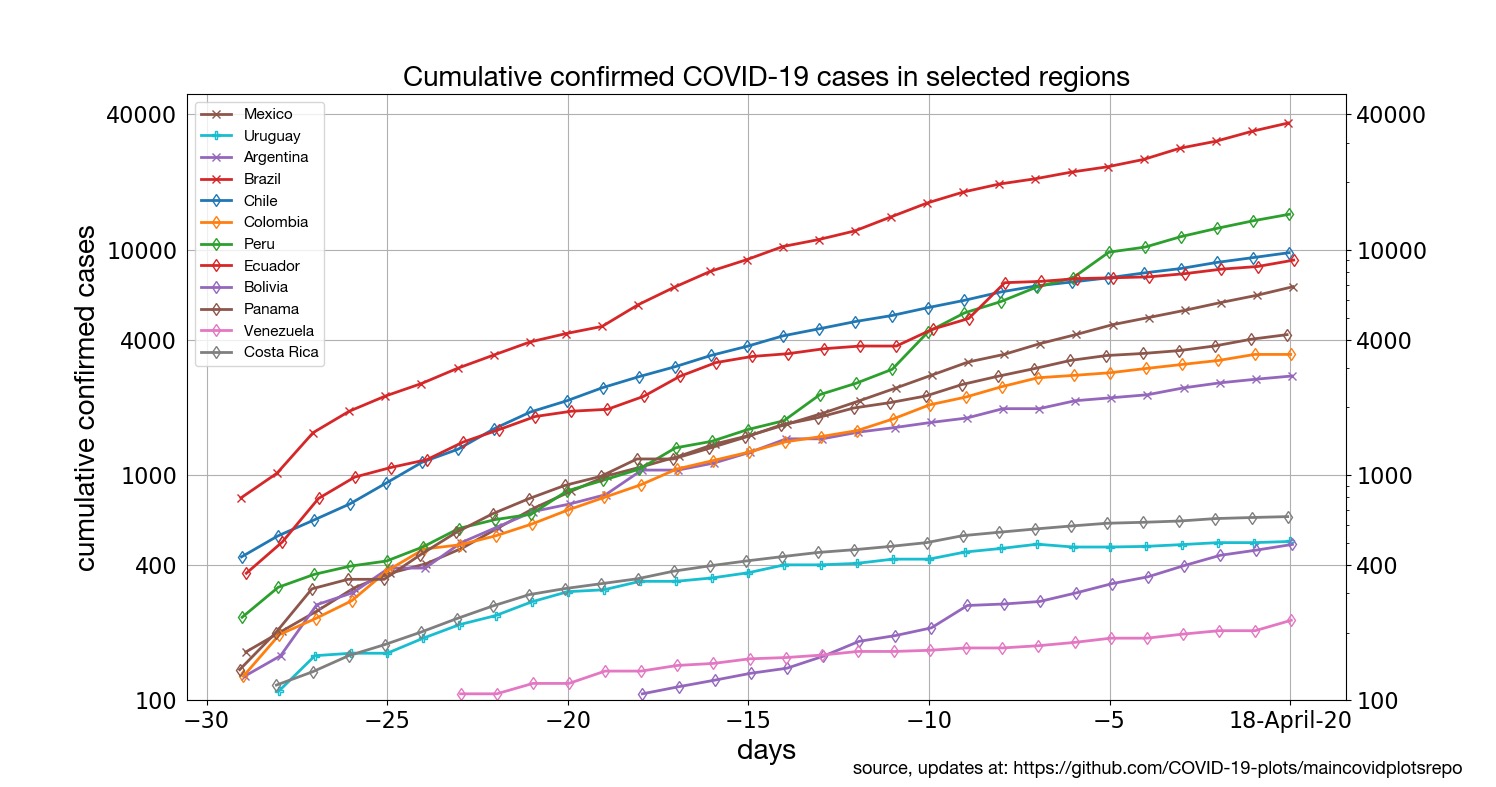 Cumulative confirmed COVID-19 cases in selected regions
cumulative confirmed cases
40000
10000
4000
1000
400
100
Mexico
Uruguay
Argentina
Brazil
Chile
Colombia
Peru
Ecuador
Bolivia
Panama
Venezuela
Costa Rica
40000
10000
4000
1000
400
100
−30 −25 −20 −15 −10 −5 18-April-20
days
source, updates at: https://github.com/COVID-19-plots/maincovidplotsrepo